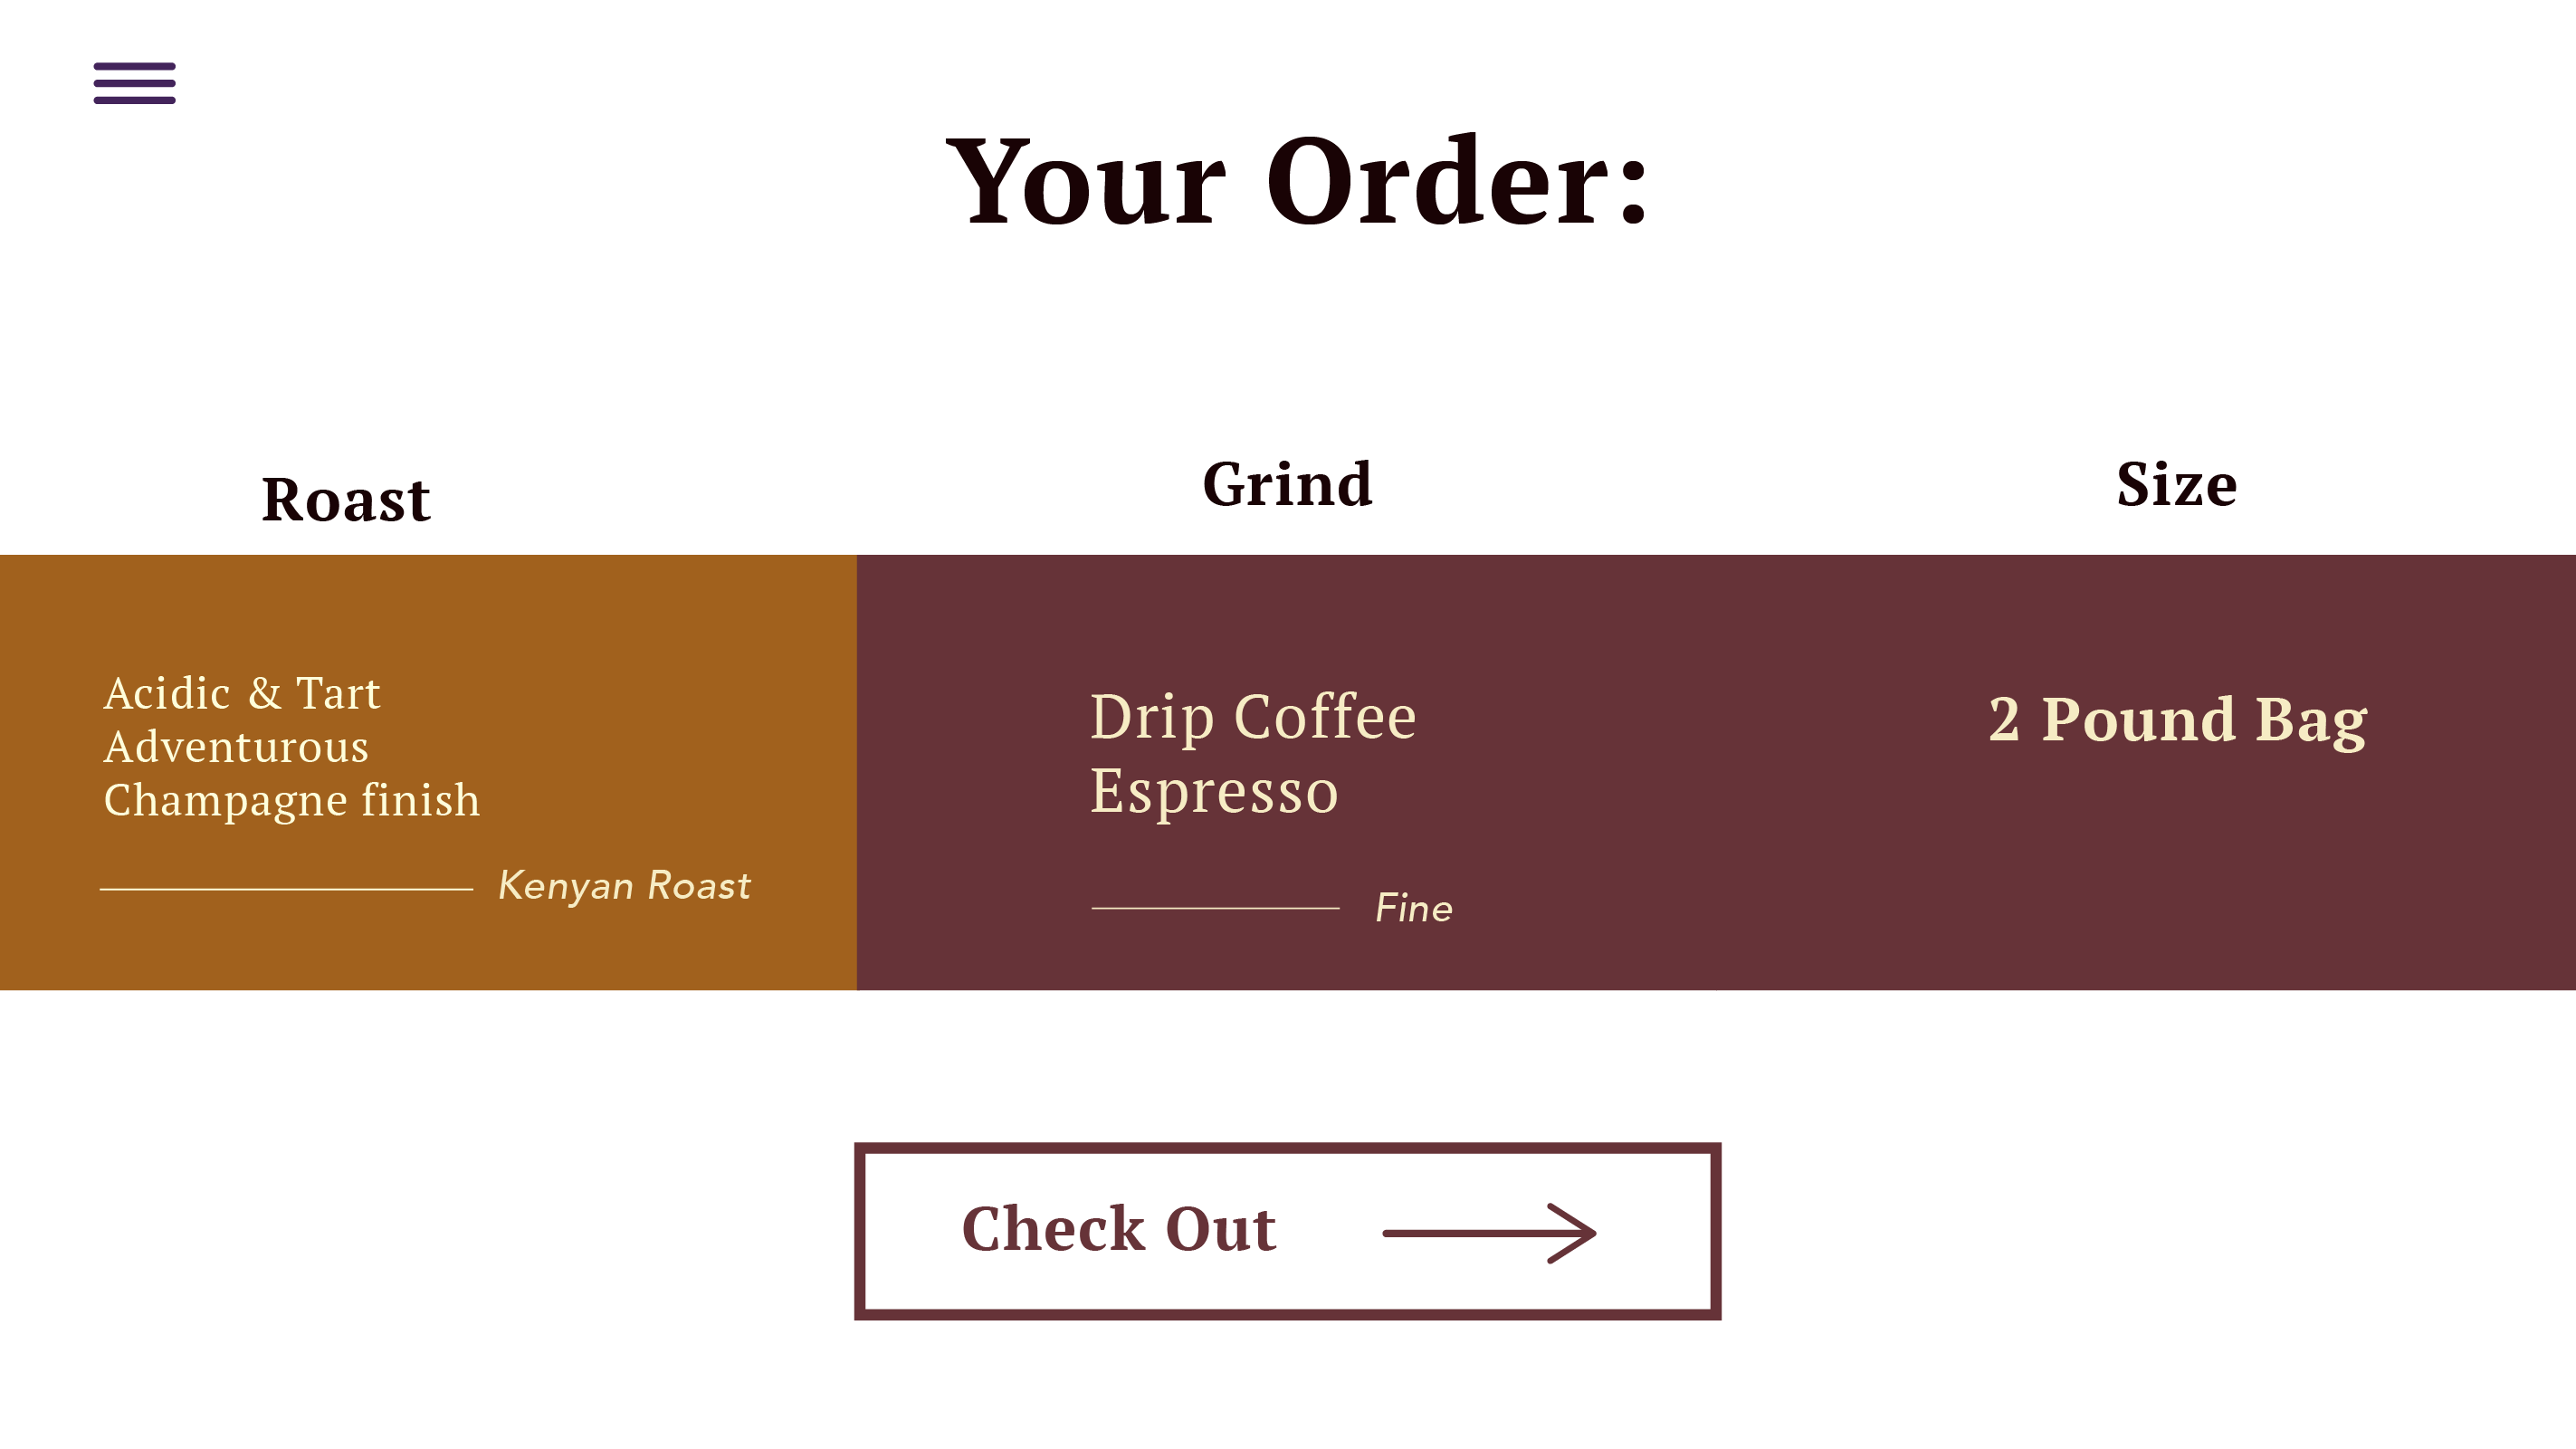 Your Order:
Roast
Grind
Size
Acidic & Tart
Adventurous
Champagne finish
Kenyan Roast
Drip Coffee
Espresso
Fine
2 Pound Bag
Check Out